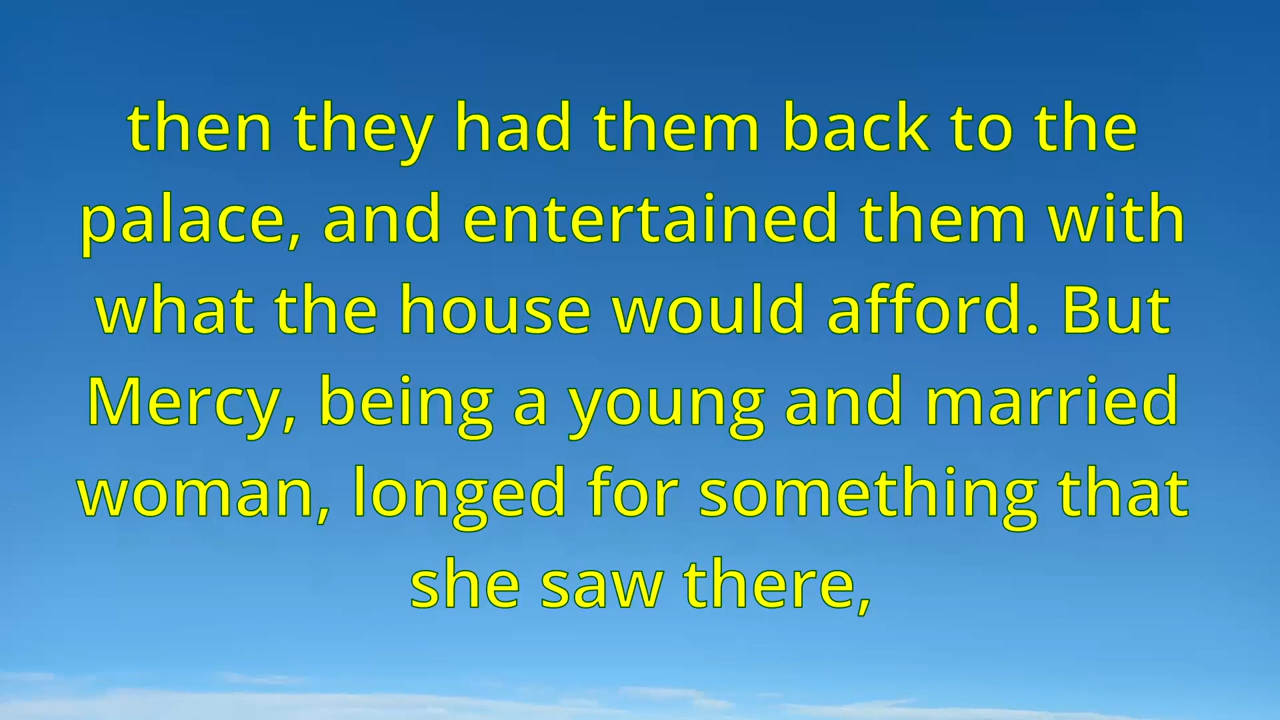 then they had them back to the
palace, and entertained them with
what the house would afford. But
Mercy, being a young and married
woman, longed for something that
she saw there,